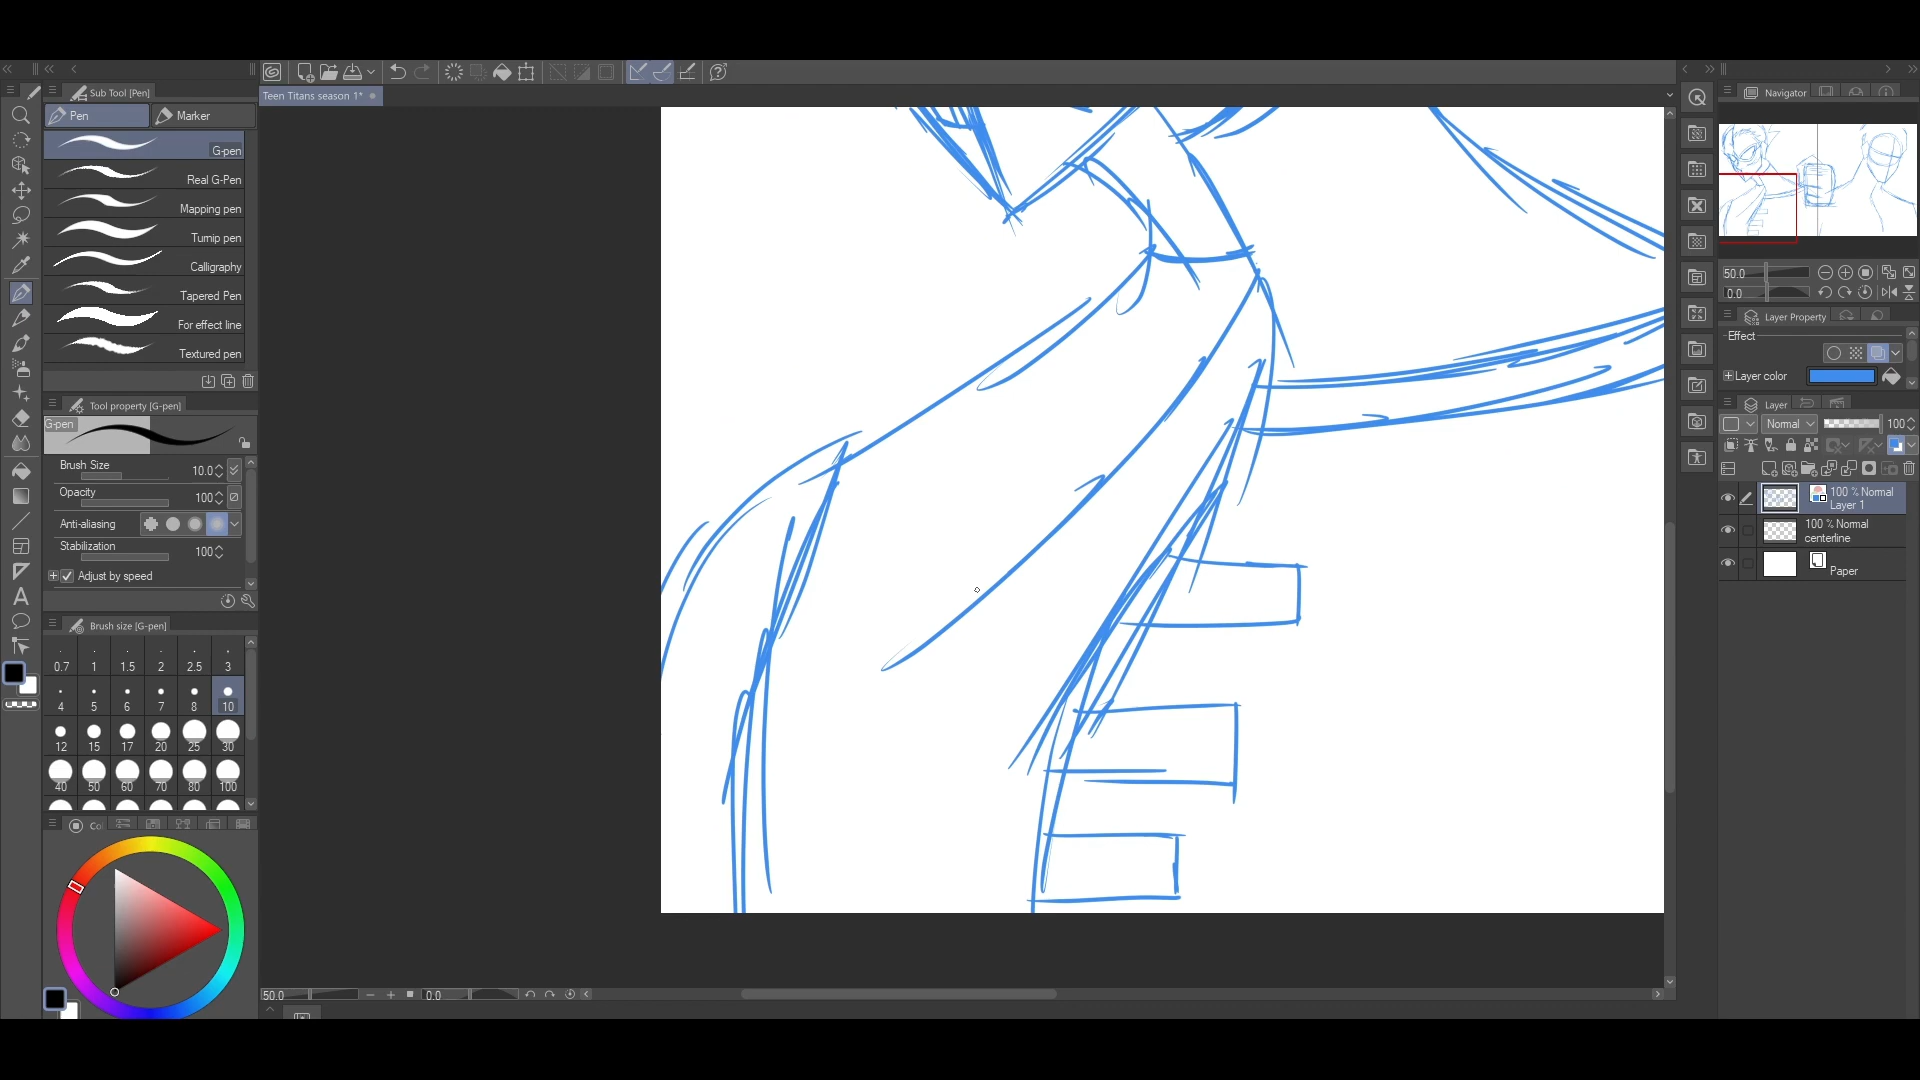 Sub Tool [Pen]
Pen
Marker
G-pen
Real G-Pen
Mapping pen
Turnip pen
Calligraphy
Tapered Pen
For effect line
Textured pen
Tool property [G-pen]
G-pen
Brush Size 10.0
Opacity 100
Anti-aliasing
Stabilization 100
Adjust by speed
Brush size [G-pen]
0.7 1 1.5 2 2.5 3
4 5 6 7 8 10
12 15 17 20 25 30
40 50 60 70 80 100
Co
Teen Titans season 1*
50.0
0.0
Navigator
50.0
0.0
Layer Property
Effect
Layer color
Layer
Normal 100
100 % Normal
Layer 1
100 % Normal
centerline
Paper